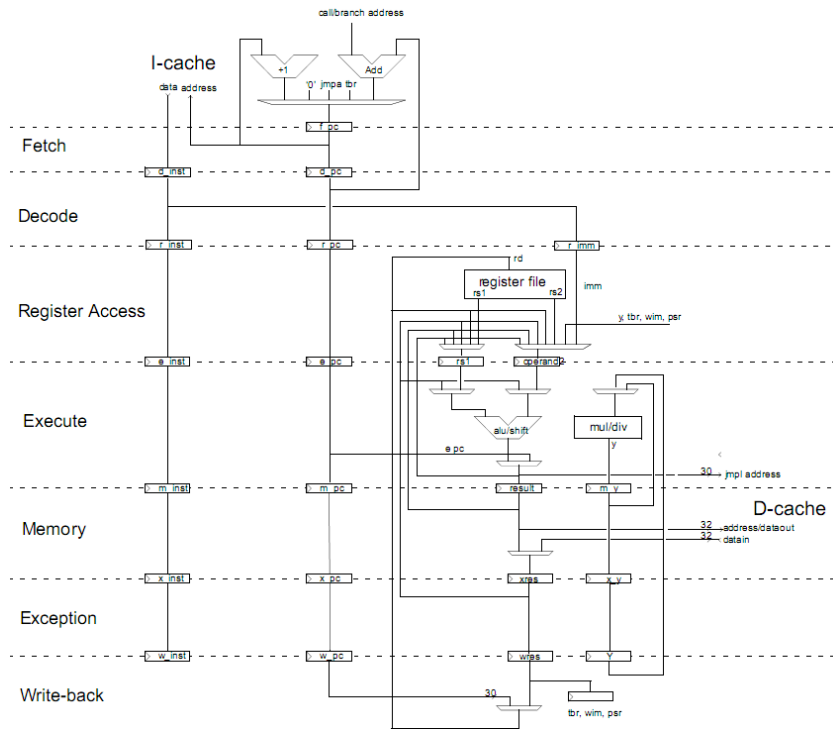 call/branch address
I-cache
data address
+1
Add
'0' jmpa tbr
f_pc
Fetch
d_inst
d_pc
Decode
r_inst
r_pc
r_imm
rd
register file
rs1
rs2
imm
Register Access
y, tbr, wim, psr
e_inst
e_pc
rs1
operand2
Execute
alu/shift
mul/div
y
e pc
30
jmpl address
m_inst
m_pc
result
m_y
D-cache
Memory
32
address/dataout
32
datain
x_inst
x_pc
xres
x_y
Exception
w_inst
w_pc
wres
Y
Write-back
30
tbr, wim, psr